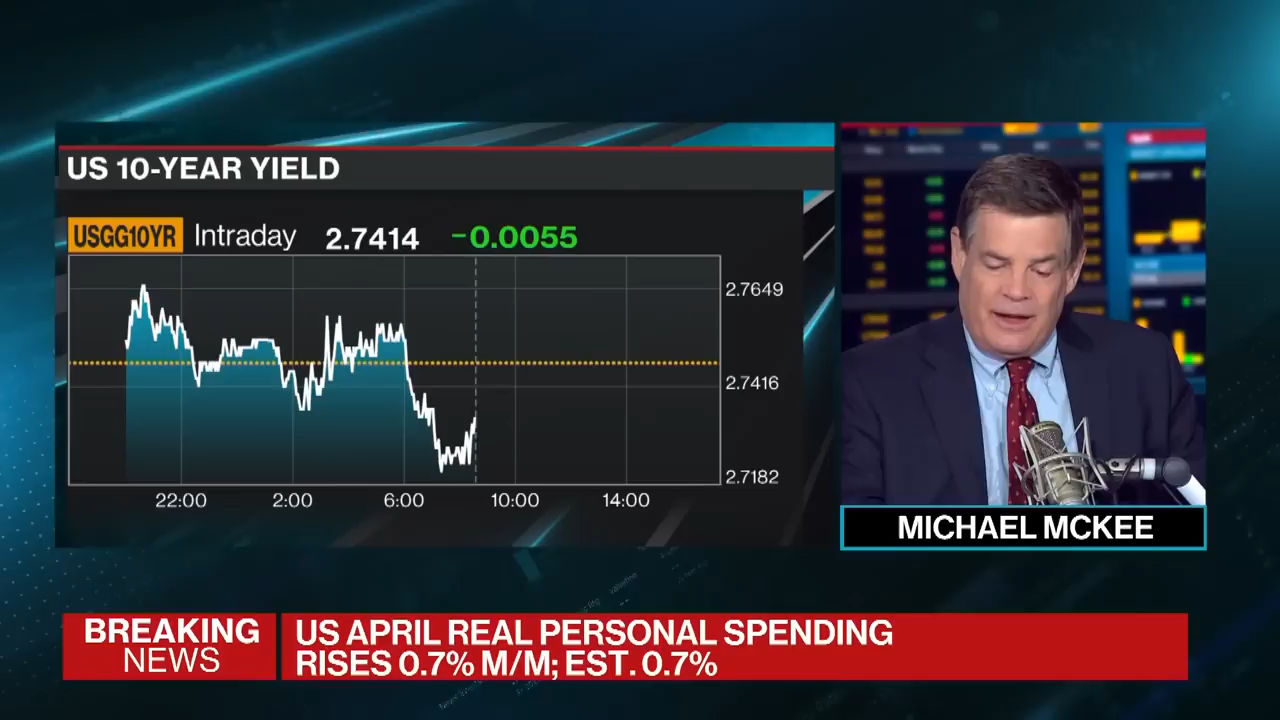 US 10-YEAR YIELD
USGG10YR Intraday 2.7414 -0.0055
2.7649
2.7416
2.7182
22:00 2:00 6:00 10:00 14:00
MICHAEL MCKEE
BREAKING
NEWS
US APRIL REAL PERSONAL SPENDING
RISES 0.7% M/M; EST. 0.7%